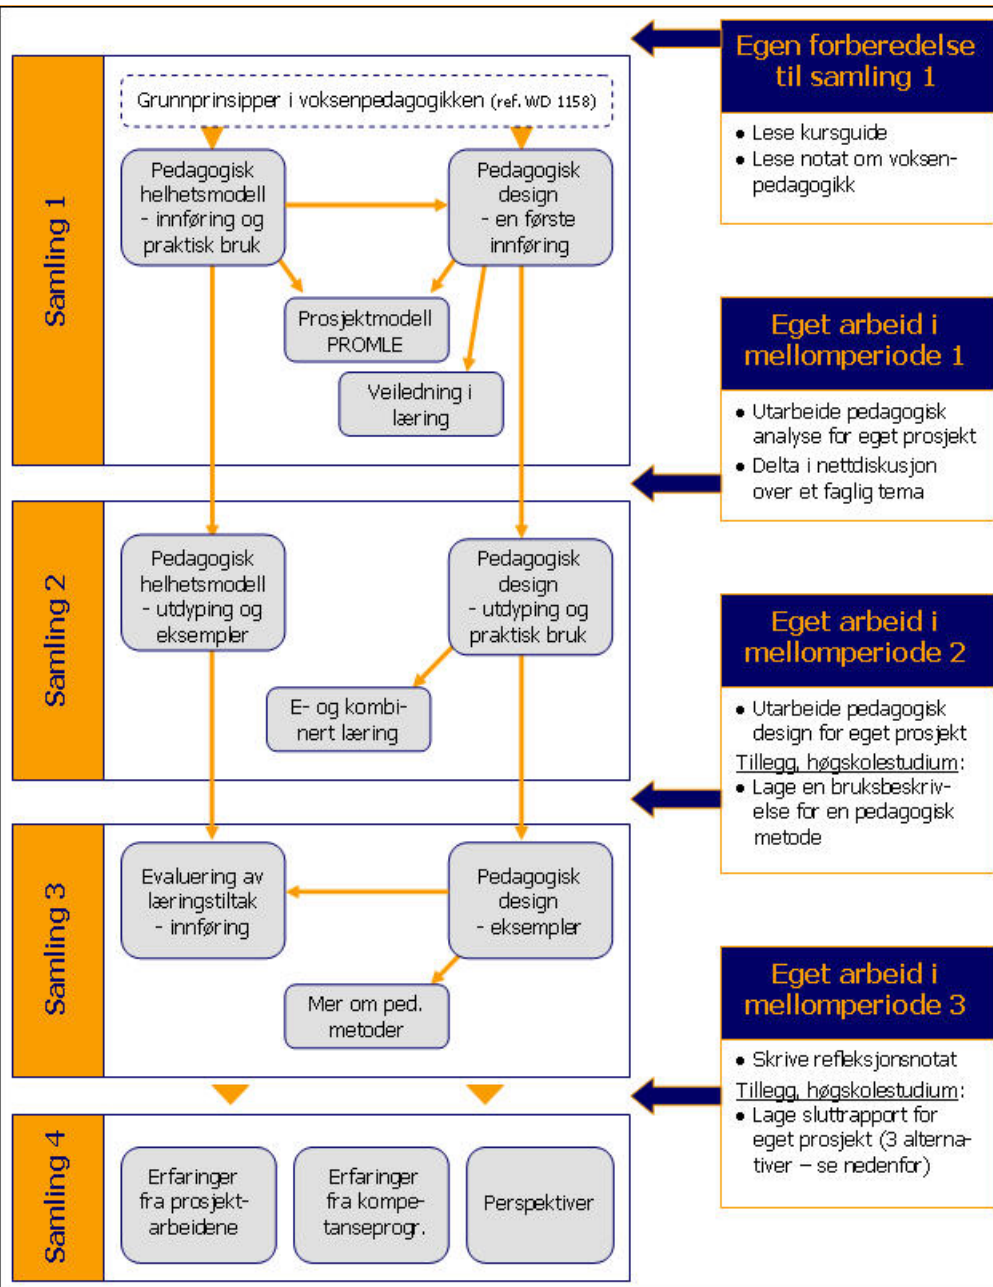 Egen forberedelse
til samling 1
• Lese kursguide
• Lese notat om voksen-
pedagogikk
Samling 1
Grunnprinsipper i voksenpedagogikken (ref. WD 1158)
Pedagogisk
helhetsmodell
- innføring og
praktisk bruk
Pedagogisk
design
- en første
innføring
Prosjektmodell
PROMLE
Veiledning i
læring
Eget arbeid i
mellomperiode 1
• Utarbeide pedagogisk
analyse for eget prosjekt
• Delta i nettdiskusjon
over et faglig tema
Samling 2
Pedagogisk
helhetsmodell
- utdyping og
eksempler
Pedagogisk
design
- utdyping og
praktisk bruk
E- og kombi-
nert læring
Eget arbeid i
mellomperiode 2
• Utarbeide pedagogisk
design for eget prosjekt
Tillegg, høgskolestudium:
• Lage en bruksbeskriv-
else for en pedagogisk
metode
Samling 3
Evaluering av
læringstiltak
- innføring
Pedagogisk
design
- eksempler
Mer om ped.
metoder
Eget arbeid i
mellomperiode 3
• Skrive refleksjonsnotat
Tillegg, høgskolestudium:
• Lage sluttrapport for
eget prosjekt (3 alterna-
tiver – se nedenfor)
Samling 4
Erfaringer
fra prosjekt-
arbeidene
Erfaringer
fra kompe-
tanseprogr.
Perspektiver